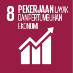 8 PEKERJAAN LAYAK
DAN PERTUMBUHAN
EKONOMI